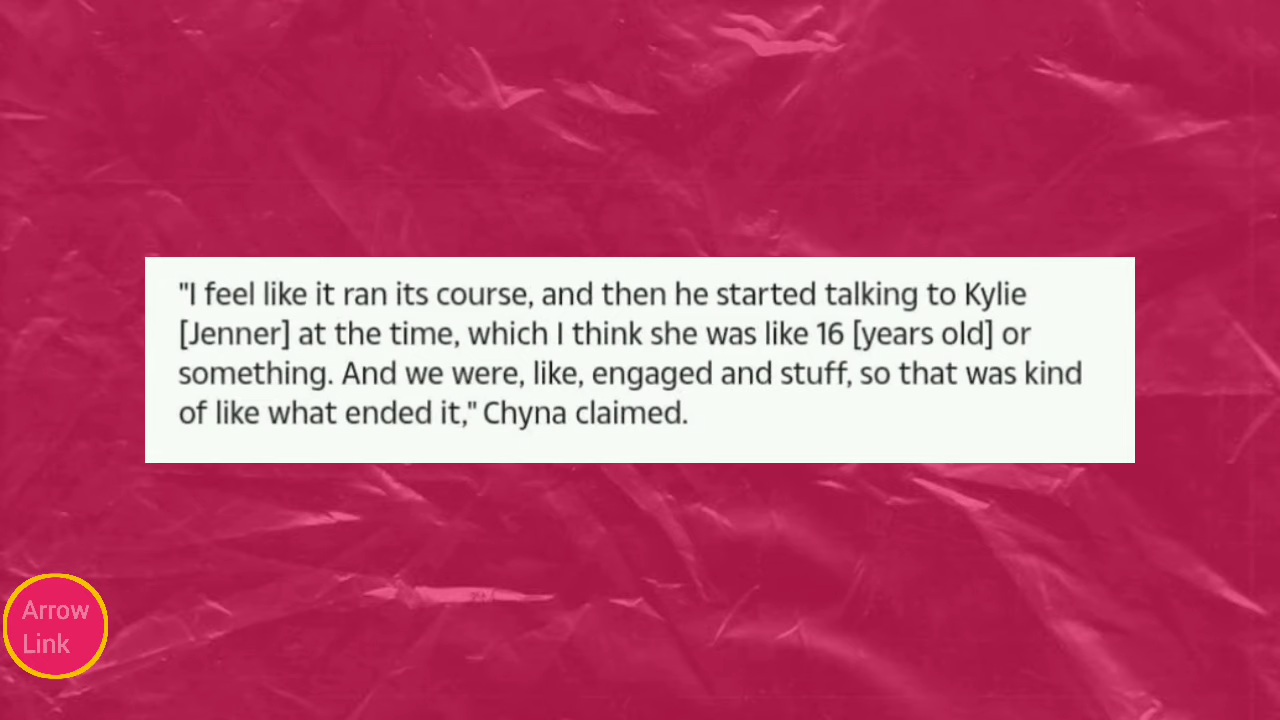 "I feel like it ran its course, and then he started talking to Kylie
[Jenner] at the time, which I think she was like 16 [years old] or
something. And we were, like, engaged and stuff, so that was kind
of like what ended it," Chyna claimed.
Arrow
Link